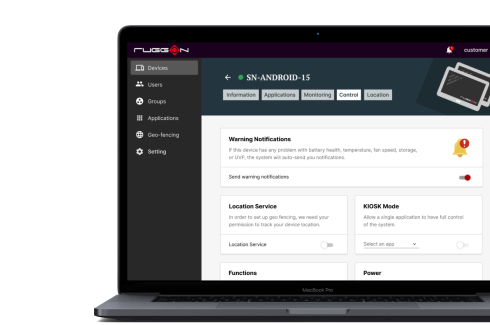 RUGGON
customer
Devices
Users
Groups
Applications
Geo-fencing
Setting
SN-ANDROID-15
Information Applications Monitoring Control Location
Warning Notifications
If this device has any problem with battery health, temperature, fan speed, storage,
or UVP, the system will auto-send you notifications.
Send warning notifications
Location Service
In order to set up geo fencing, we need your
permission to track your device location.
Location Service
KIOSK Mode
Allow a single application to have full control
of the system.
Select an app
Functions
Power
MacBook Pro